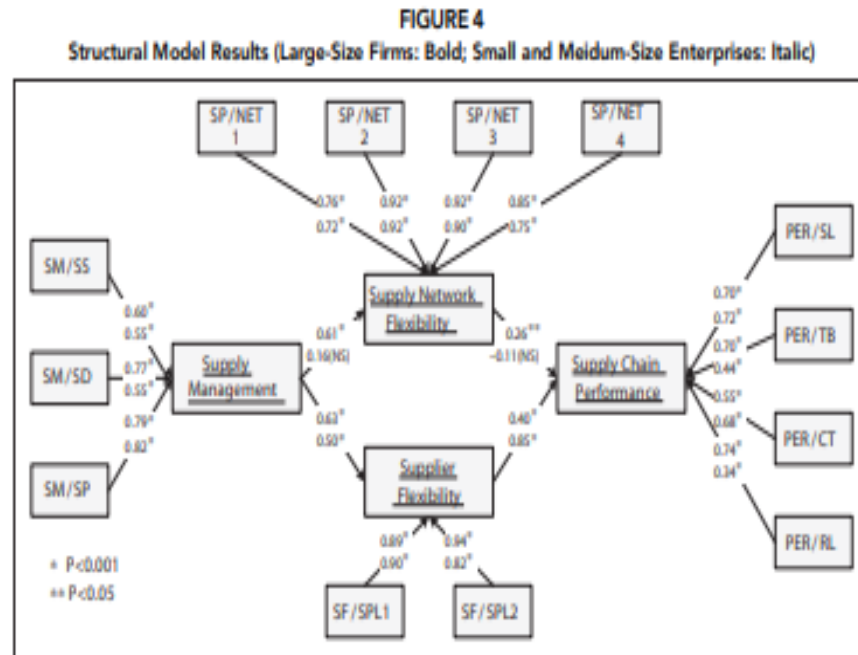 FIGURE 4
Structural Model Results (Large-Size Firms: Bold; Small and Meidum-Size Enterprises: Italic)
SP/NET
1
SP/NET
2
SP/NET
3
SP/NET
4
0.76*
0.72*
0.92*
0.92*
0.92*
0.90*
0.85*
0.75*
SM/SS
SM/SD
SM/SP
0.60*
0.55*
0.77*
0.55*
0.79*
0.82*
Supply
Management
0.61*
0.16(NS)
0.63*
0.50*
Supply Network
Flexibility
Supplier
Flexibility
0.26**
-0.11(NS)
0.40*
0.85*
Supply Chain
Performance
0.70*
0.72*
0.70*
0.44*
0.55*
0.68*
0.74*
0.34*
PER/SL
PER/TB
PER/CT
PER/RL
0.89*
0.90*
0.94*
0.82*
SF/SPL1
SF/SPL2
* P<0.001
** P<0.05